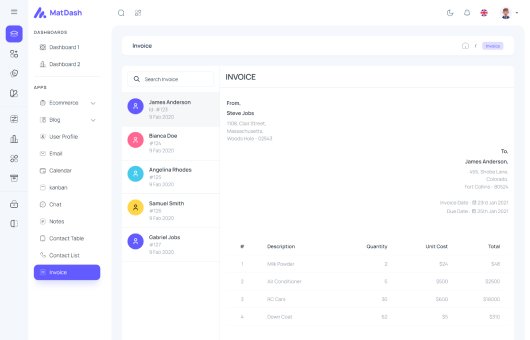 MatDash
DASHBOARDS
Dashboard 1
Dashboard 2
APPS
Ecommerce
Blog
User Profile
Email
Calendar
Kanban
Chat
Notes
Contact Table
Contact List
Invoice
Invoice
Invoice
Search Invoice
James Anderson
Id: #123
9 Feb 2020
Bianca Doe
#124
9 Feb 2020
Angelina Rhodes
#125
9 Feb 2020
Samuel Smith
#126
9 Feb 2020
Gabriel Jobs
#127
9 Feb 2020
INVOICE
From,
Steve Jobs
1108, Clair Street,
Massachusetts,
Woods Hole - 02543
To,
James Anderson,
455, Shobe Lane,
Colorado,
Fort Collins - 80524
Invoice Date : 23rd Jan 2021
Due Date : 25th Jan 2021
# Description Quantity Unit Cost Total
1 Milk Powder 2 $24 $48
2 Air Conditioner 5 $500 $2500
3 RC Cars 30 $600 $18000
4 Down Coat 62 $5 $310